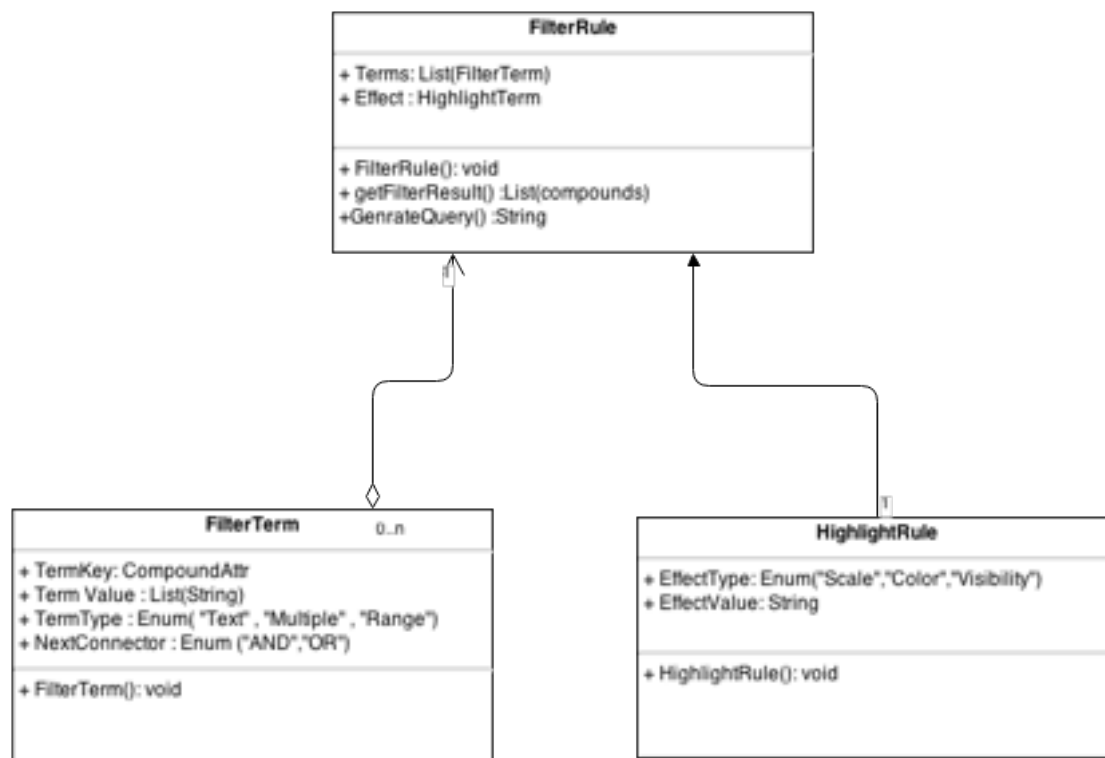 FilterRule
+ Terms: List(FilterTerm)
+ Effect : HighlightTerm
+ FilterRule(): void
+ getFilterResult() :List(compounds)
+GenrateQuery() :String
1
FilterTerm
0..n
+ TermKey: CompoundAttr
+ Term Value : List(String)
+ TermType : Enum( "Text" , "Multiple" , "Range")
+ NextConnector : Enum ("AND","OR")
+ FilterTerm(): void
1
HighlightRule
+ EffectType: Enum("Scale","Color","Visibility")
+ EffectValue: String
+ HighlightRule(): void